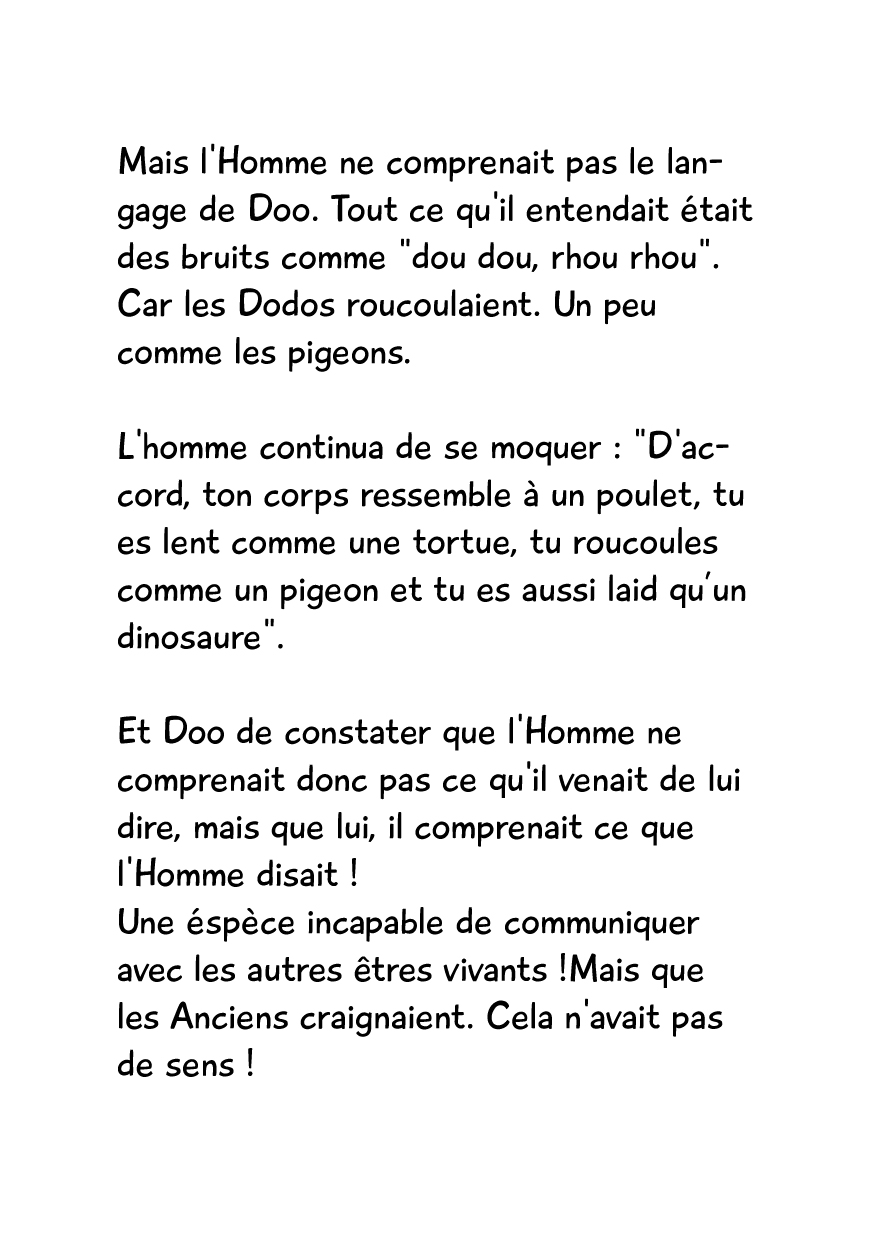 Mais l'Homme ne comprenait pas le lan-
gage de Doo. Tout ce qu'il entendait était
des bruits comme "dou dou, rhou rhou".
Car les Dodos roucoulaient. Un peu
comme les pigeons.
L'homme continua de se moquer : "D'ac-
cord, ton corps ressemble à un poulet, tu
es lent comme une tortue, tu roucoules
comme un pigeon et tu es aussi laid qu’un
dinosaure".
Et Doo de constater que l'Homme ne
comprenait donc pas ce qu'il venait de lui
dire, mais que lui, il comprenait ce que
l'Homme disait !
Une éspèce incapable de communiquer
avec les autres êtres vivants !Mais que
les Anciens craignaient. Cela n'avait pas
de sens !